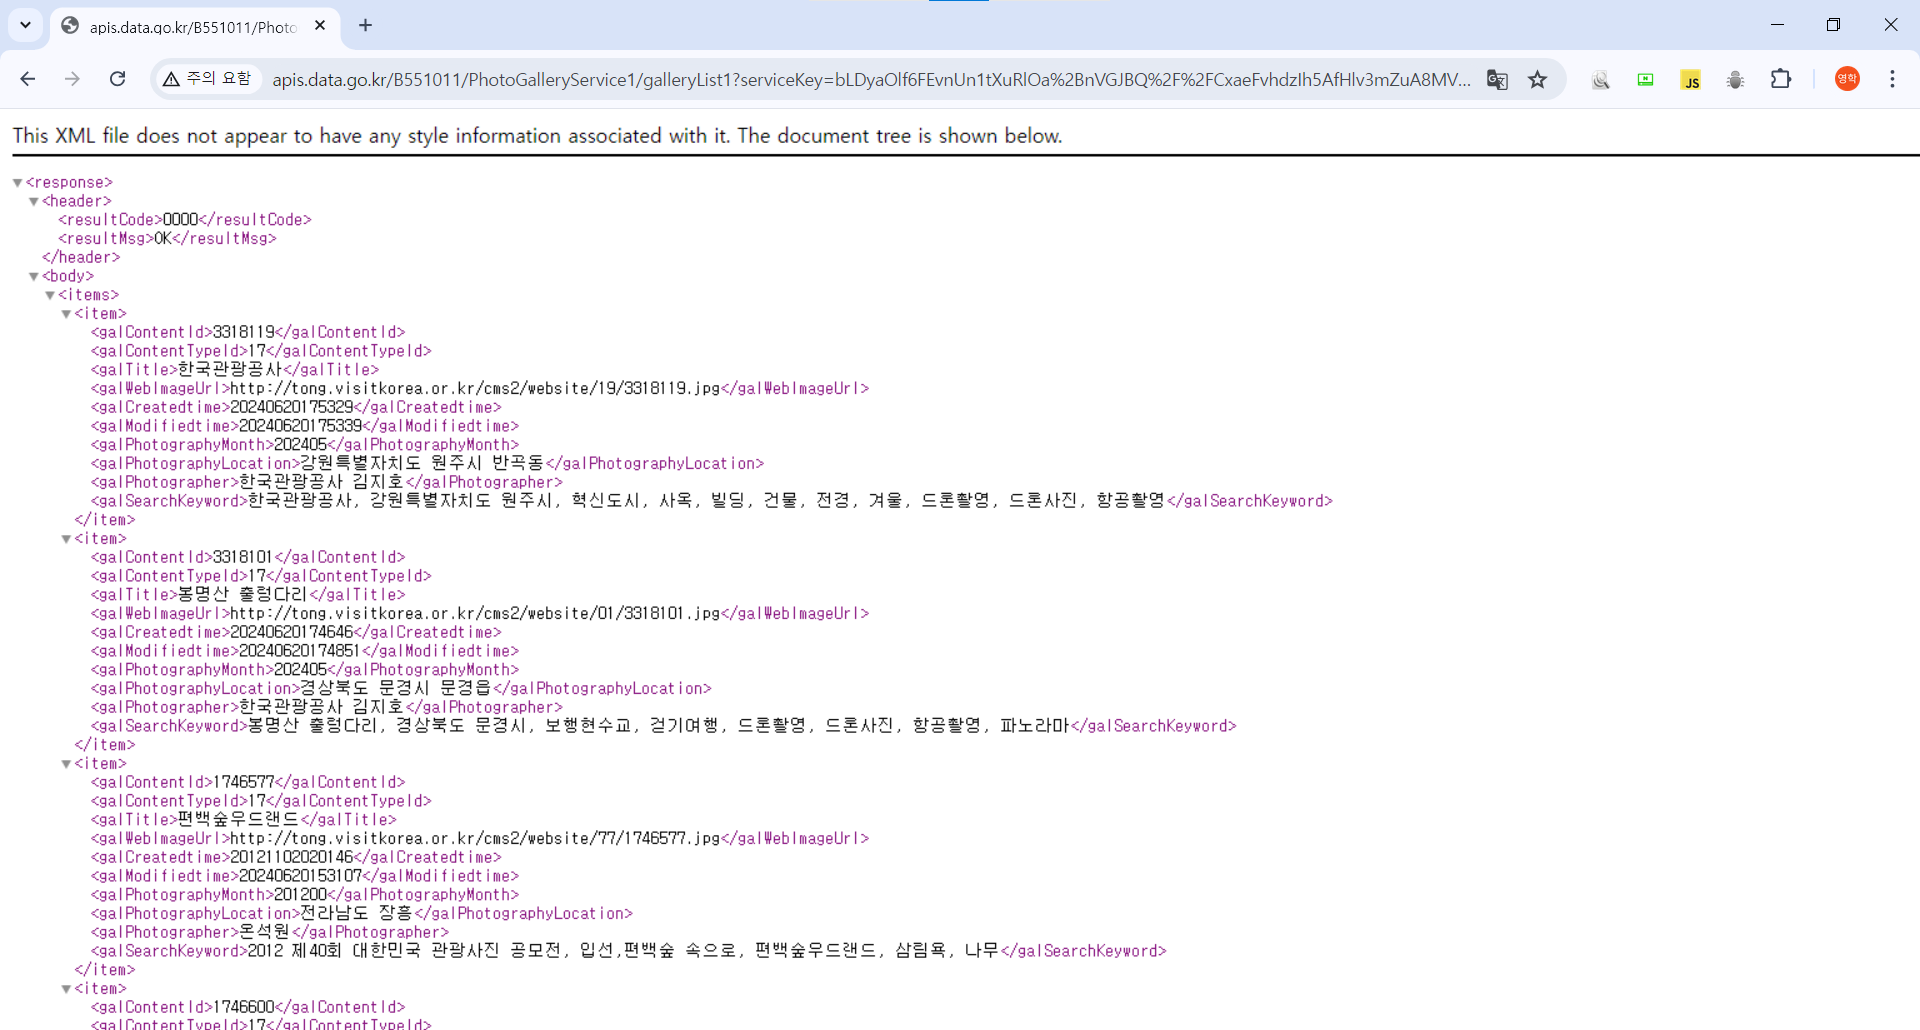 apis.data.go.kr/B551011/Photo
주의 요함
apis.data.go.kr/B551011/PhotoGalleryService1/galleryList1?serviceKey=bLDyaOlf6FEvnUn1tXuRlOa%2BnVGJBQ%2F%2FCxaeFvhdzIh5AfHlv3mZuA8MV...
JS
영학
This XML file does not appear to have any style information associated with it. The document tree is shown below.
▼<response>
▼<header>
<resultCode>0000</resultCode>
<resultMsg>OK</resultMsg>
</header>
▼<body>
▼<items>
▼<item>
<galContentId>3318119</galContentId>
<galContentTypeId>17</galContentTypeId>
<galTitle>한국관광공사</galTitle>
<galWebImageUrl>http://tong.visitkorea.or.kr/cms2/website/19/3318119.jpg</galWebImageUrl>
<galCreatedtime>20240620175329</galCreatedtime>
<galModifiedtime>20240620175339</galModifiedtime>
<galPhotographyMonth>202405</galPhotographyMonth>
<galPhotographyLocation>강원특별자치도 원주시 반곡동</galPhotographyLocation>
<galPhotographer>한국관광공사 김지호</galPhotographer>
<galSearchKeyword>한국관광공사, 강원특별자치도 원주시, 혁신도시, 사옥, 빌딩, 건물, 전경, 겨울, 드론촬영, 드론사진, 항공촬영</galSearchKeyword>
</item>
▼<item>
<galContentId>3318101</galContentId>
<galContentTypeId>17</galContentTypeId>
<galTitle>봉명산 출렁다리</galTitle>
<galWebImageUrl>http://tong.visitkorea.or.kr/cms2/website/01/3318101.jpg</galWebImageUrl>
<galCreatedtime>20240620174646</galCreatedtime>
<galModifiedtime>20240620174851</galModifiedtime>
<galPhotographyMonth>202405</galPhotographyMonth>
<galPhotographyLocation>경상북도 문경시 문경읍</galPhotographyLocation>
<galPhotographer>한국관광공사 김지호</galPhotographer>
<galSearchKeyword>봉명산 출렁다리, 경상북도 문경시, 보행현수교, 걷기여행, 드론촬영, 드론사진, 항공촬영, 파노라마</galSearchKeyword>
</item>
▼<item>
<galContentId>1746577</galContentId>
<galContentTypeId>17</galContentTypeId>
<galTitle>편백숲우드랜드</galTitle>
<galWebImageUrl>http://tong.visitkorea.or.kr/cms2/website/77/1746577.jpg</galWebImageUrl>
<galCreatedtime>20121102020146</galCreatedtime>
<galModifiedtime>20240620153107</galModifiedtime>
<galPhotographyMonth>201200</galPhotographyMonth>
<galPhotographyLocation>전라남도 장흥</galPhotographyLocation>
<galPhotographer>온석원</galPhotographer>
<galSearchKeyword>2012 제40회 대한민국 관광사진 공모전, 입선,편백숲 속으로, 편백숲우드랜드, 삼림욕, 나무</galSearchKeyword>
</item>
▼<item>
<galContentId>1746600</galContentId>
<galContentTypeId>17</galContentTypeId>